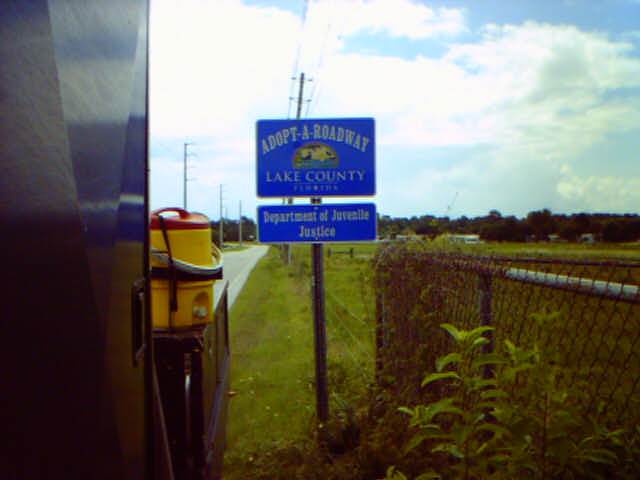 ADOPT-A-ROADWAY
LAKE COUNTY
FLORIDA
Department of Juvenile
Justice